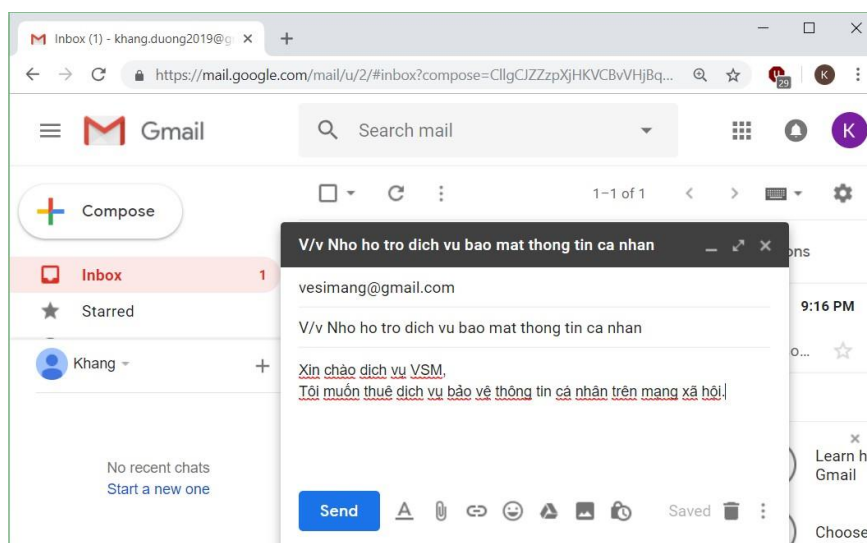 Inbox (1) - khang.duong2019@g
https://mail.google.com/mail/u/2/#inbox?compose=CllgCJZZzpXjHKVCBvVHjBq...
29
K
Gmail
Search mail
K
Compose
1–1 of 1
Inbox 1
Starred
Khang
No recent chats
Start a new one
V/v Nho ho tro dich vu bao mat thong tin ca nhan
vesimang@gmail.com
V/v Nho ho tro dich vu bao mat thong tin ca nhan
Xin chào dịch vụ VSM,
Tôi muốn thuê dịch vụ bảo vệ thông tin cá nhân trên mạng xã hội.
Send
Saved
ons
9:16 PM
o...
Learn h
Gmail
Choose